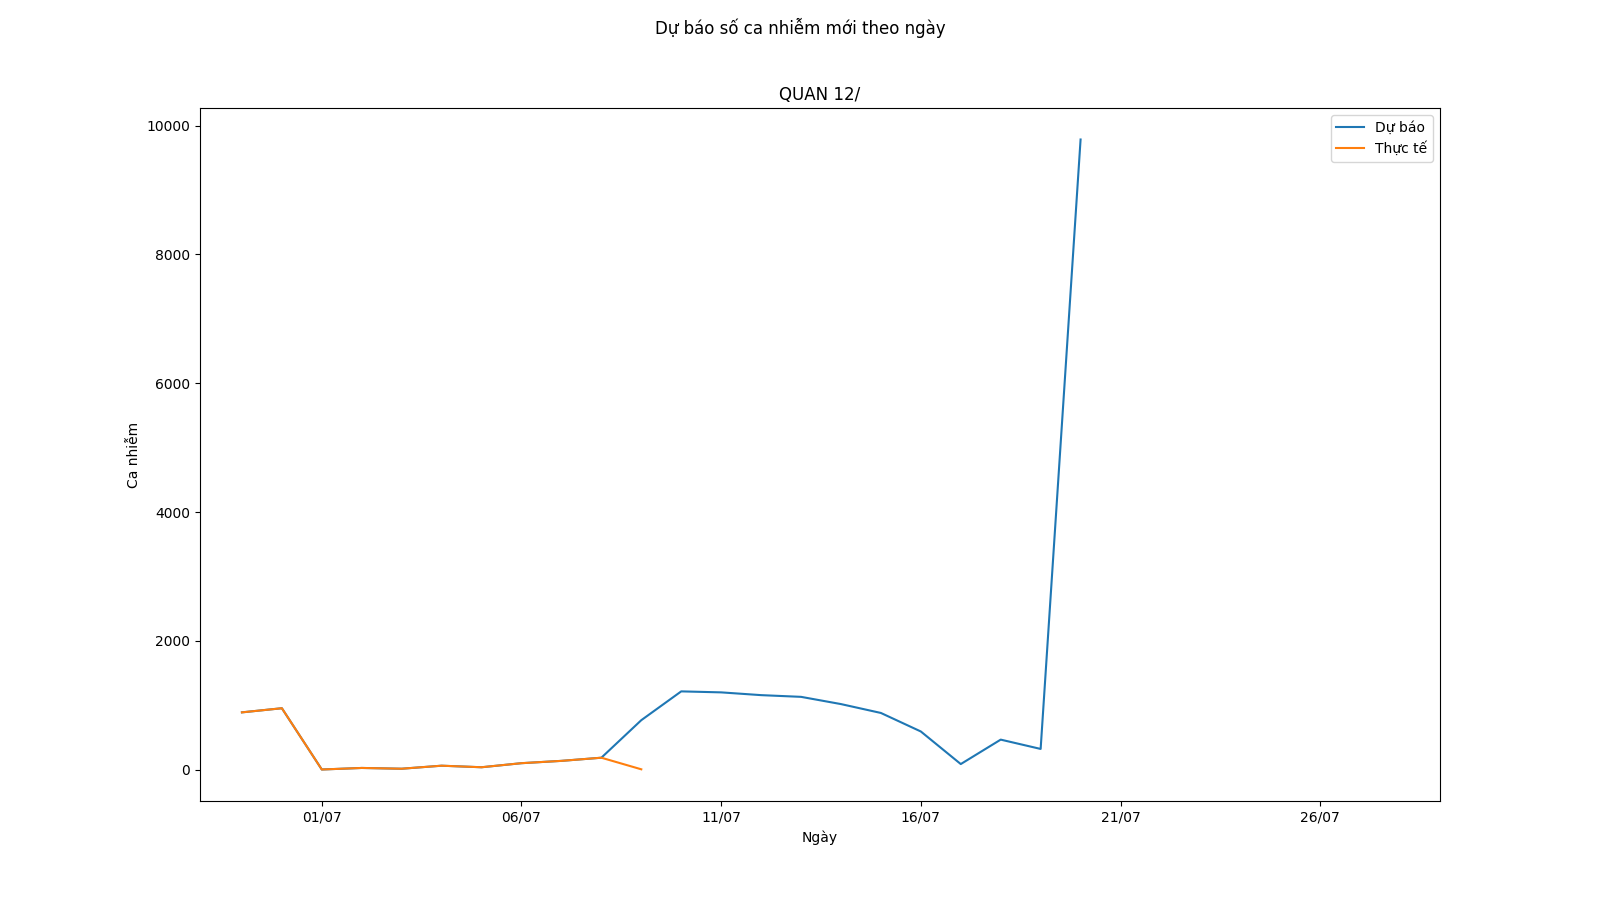 Dự báo số ca nhiễm mới theo ngày
QUAN 12/
Dự báo
Thực tế
10000
8000
6000
4000
2000
0
Ca nhiễm
01/07
06/07
11/07
16/07
21/07
26/07
Ngày